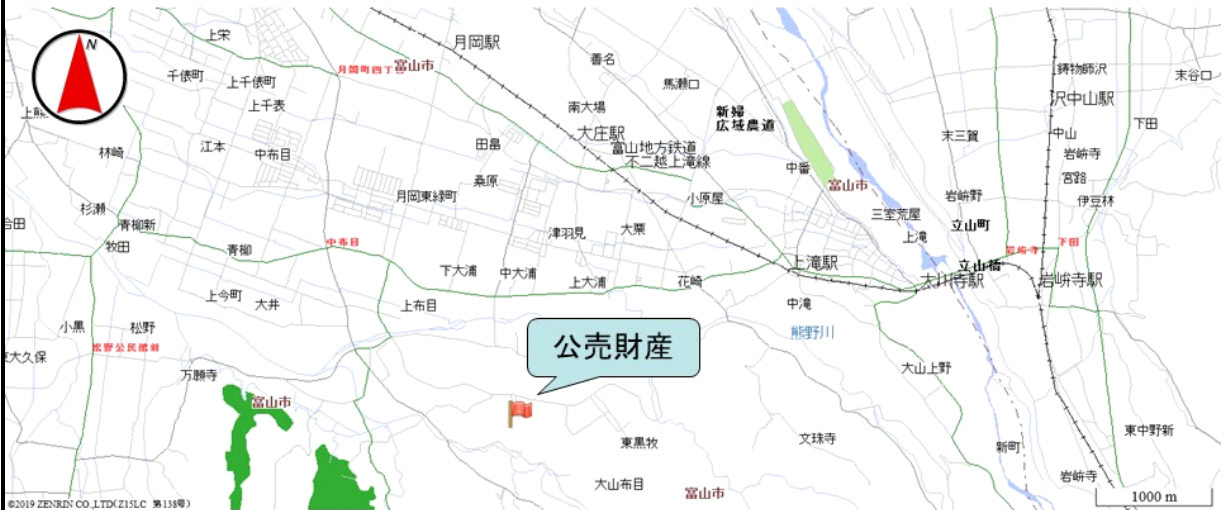 N
上栄
月岡駅
善名
鋳物師沢
末谷口
月岡町四丁目
富山市
千俵町
上千俵町
馬瀬口
沢中山駅
上千表
南大場
新婦
広域農道
大庄駅
富山地方鉄道
不二越上滝線
末三賀
中山
下田
林崎
江本
中布目
田畠
中番
岩峅寺
桑原
富山市
宮路
杉瀬
月岡東緑町
小原屋
岩峅野
伊豆林
合田
青柳新
三室荒屋
立山町
牧田
中布目
青柳
津羽見
大栗
上滝
岩峅寺
下田
上滝駅
立山橋
下大浦
中大浦
上大浦
花崎
大川寺駅
岩峅寺駅
上今町
大井
上布目
中滝
熊野川
小黒
松野
公売財産
東大久保
松野公民館前
万願寺
大山上野
富山市
東黒牧
文珠寺
新町
東中野新
大山布目
富山市
岩峅寺
1000 m
©2019 ZENRIN CO.,LTD(Z15LC 第138号)